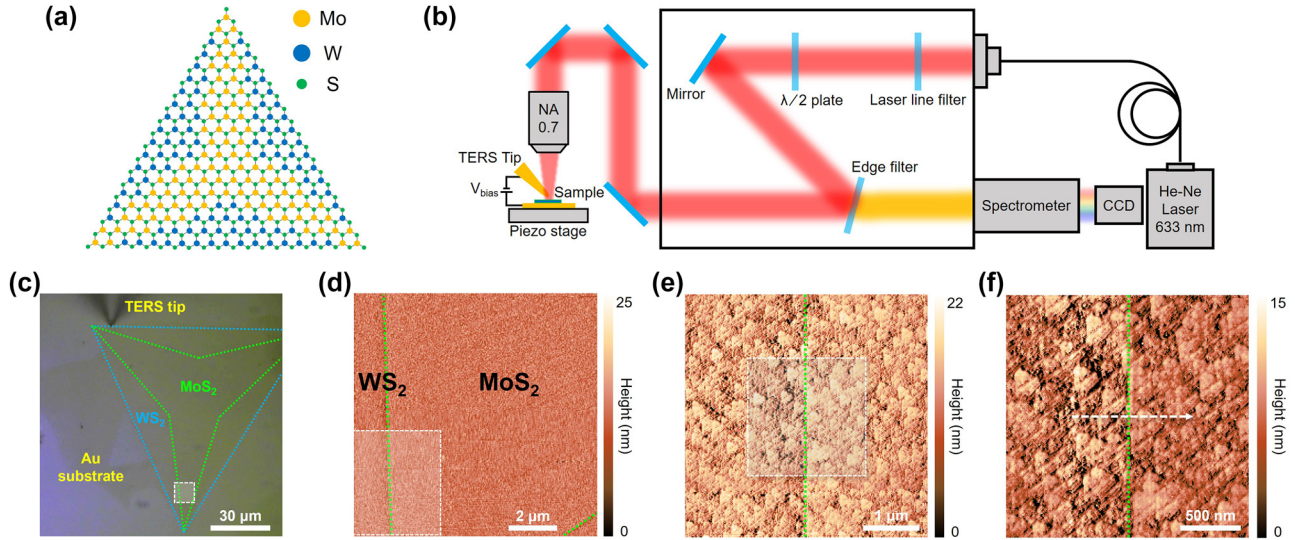 (a)
Mo
W
S
(b)
NA
0.7
TERS Tip
V_bias
Sample
Piezo stage
Mirror
λ/2 plate
Laser line filter
Edge filter
Spectrometer
CCD
He-Ne
Laser
633 nm
(c)
TERS tip
MoS₂
WS₂
Au
substrate
30 μm
(d)
WS₂
MoS₂
2 μm
25
Height (nm)
0
(e)
1 μm
22
Height (nm)
0
(f)
500 nm
15
Height (nm)
0